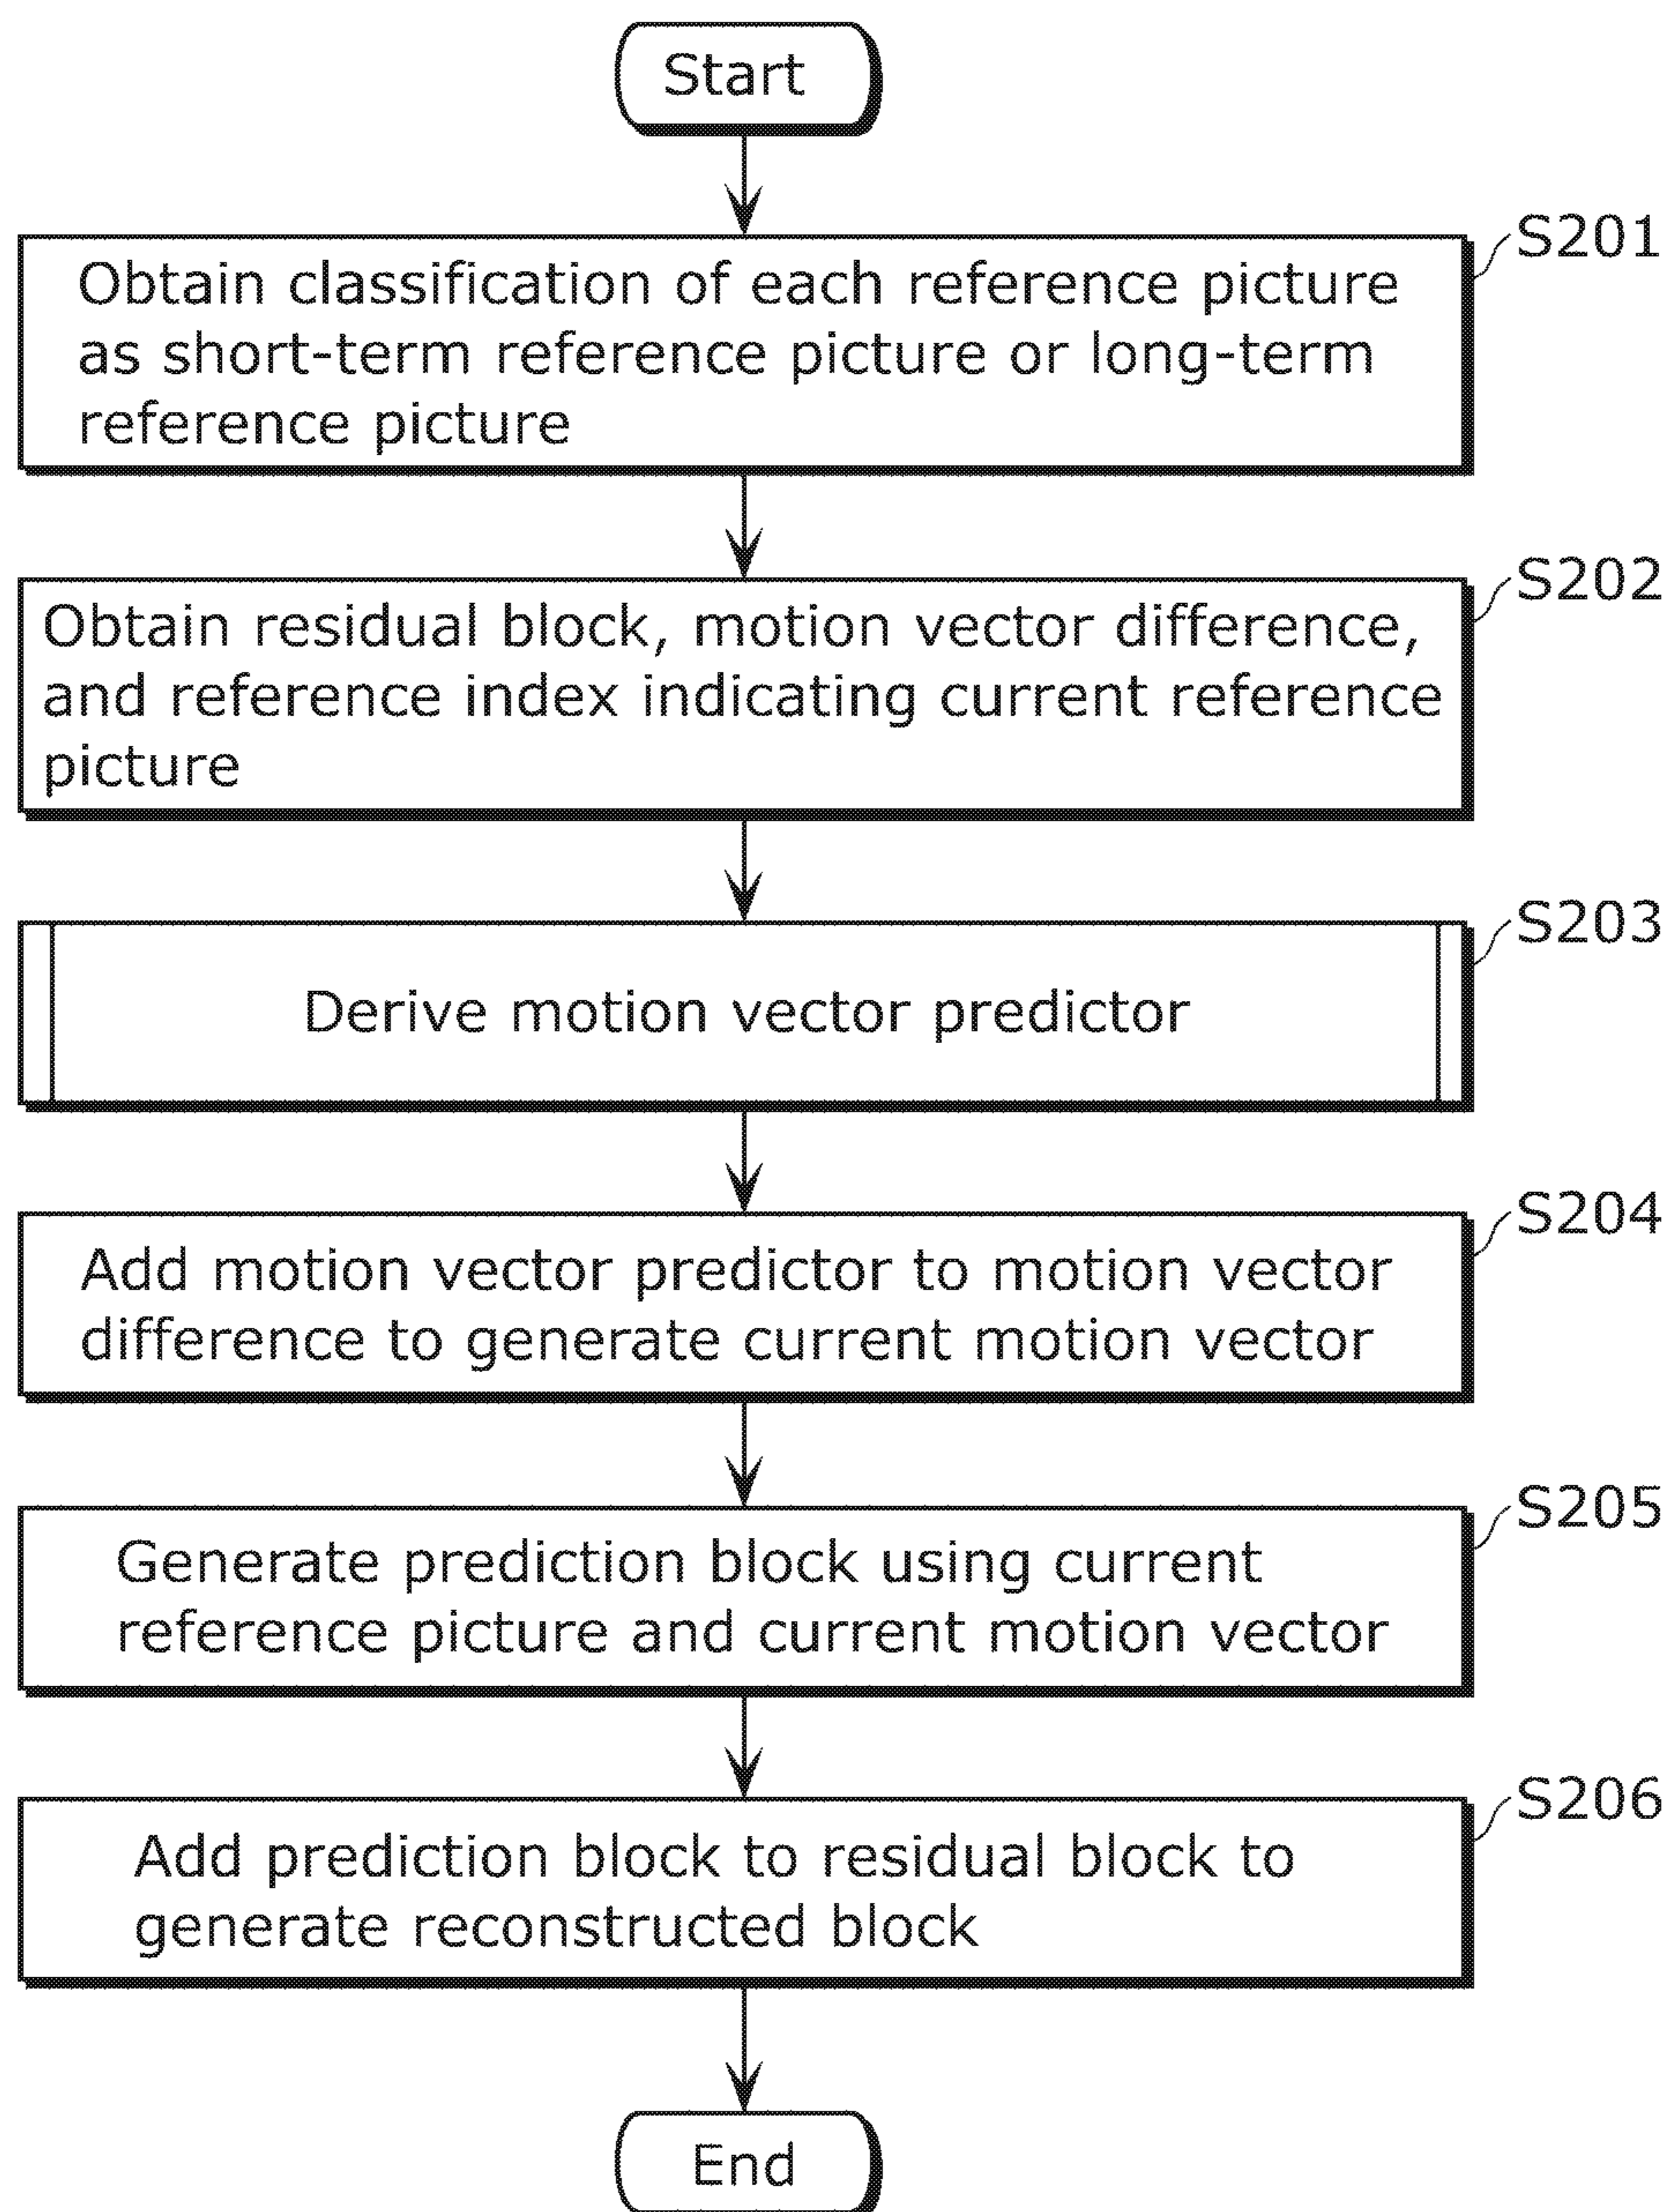 Start
S201
Obtain classification of each reference picture
as short-term reference picture or long-term
reference picture
S202
Obtain residual block, motion vector difference,
and reference index indicating current reference
picture
S203
Derive motion vector predictor
S204
Add motion vector predictor to motion vector
difference to generate current motion vector
S205
Generate prediction block using current
reference picture and current motion vector
S206
Add prediction block to residual block to
generate reconstructed block
End